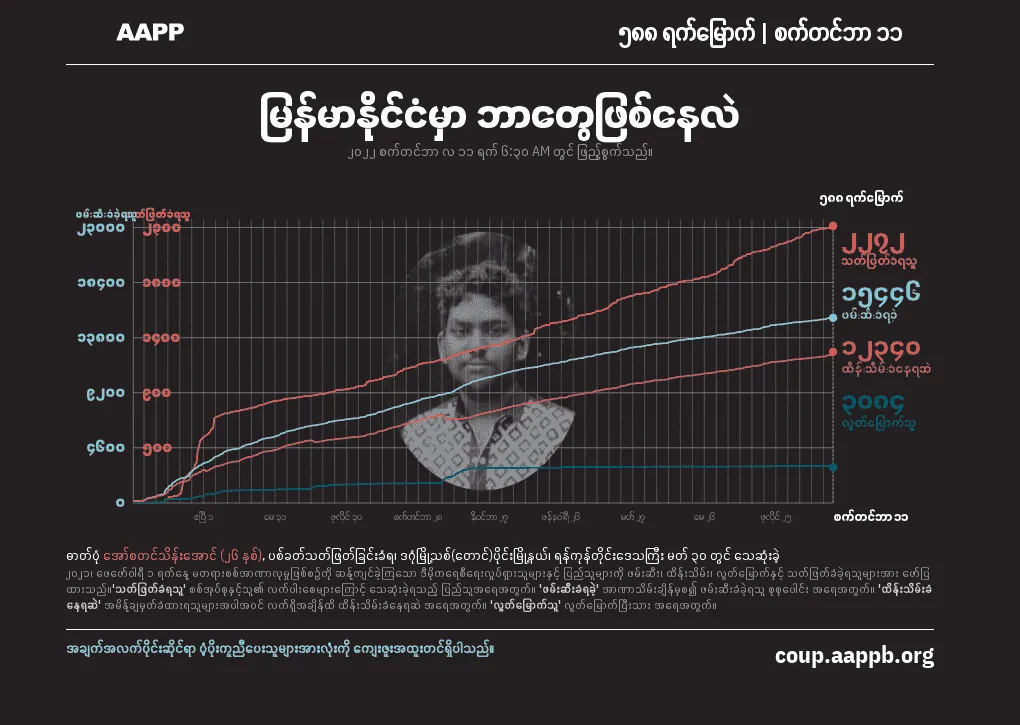 AAPP
၅၈၈ ရက်မြောက် | စက်တင်ဘာ ၁၁
မြန်မာနိုင်ငံမှာ ဘာတွေဖြစ်နေလဲ
၂၀၂၂ စက်တင်ဘာ လ ၁၁ ရက် ၆:၃၀ AM တွင် ဖြည့်စွက်သည်။
၅၈၈ ရက်မြောက်
ဖမ်းဆီးခံခဲ့ရသူ သတ်ဖြတ်ခံရသူ
၂၃၀၀၀ ၂၃၀၀
၁၈၄၀၀ ၁၈၀၀
၁၃၈၀၀ ၁၄၀၀
၉၂၀၀ ၉၀၀
၄၆၀၀ ၅၀၀
၀
၂၂၇၂
သတ်ဖြတ်ခံရသူ
၁၅၄၄၆
ဖမ်းဆီးခံရခဲ့
၁၂၃၄၀
ထိန်းသိမ်းခံနေရဆဲ
၃၀၈၄
လွတ်မြောက်သူ
ဧပြီ ၁ မေ ၃၀ ဇူလိုင် ၃၀ စက်တင်ဘာ ၂၈ နိုဝင်ဘာ ၂၇ ဇန်နဝါရီ ၂၆ မတ် ၂၇ မေ ၂၆ ဇူလိုင် ၂၅ စက်တင်ဘာ ၁၁
ဓာတ်ပုံ အော်စတင်သိန်းအောင် (၂၆ နှစ်), ပစ်ခတ်သတ်ဖြတ်ခြင်းခံရ၊ ဒဂုံမြို့သစ်(တောင်)ပိုင်းမြို့နယ်၊ ရန်ကုန်တိုင်းဒေသကြီး မတ် ၃၀ တွင် သေဆုံးခဲ့
၂၀၂၁၊ ဖေဖော်ဝါရီ ၁ ရက်နေ့ မတရားစစ်အာဏာလုမှုဖြစ်စဉ်ကို ဆန့်ကျင်ခဲ့ကြသော ဒီမိုကရေစီရေးလှုပ်ရှားသူများနှင့် ပြည်သူများကို ဖမ်းဆီး၊ ထိန်းသိမ်း၊ လွတ်မြောက်နှင့် သတ်ဖြတ်ခံခဲ့ရသူများအား ဖော်ပြ
ထားသည်။'သတ်ဖြတ်ခံရသူ' စစ်အုပ်စုနှင့်သူ၏ လက်ပါးစေများကြောင့် သေဆုံးခဲ့ရသည့် ပြည်သူအရေအတွက်။ 'ဖမ်းဆီးခံရခဲ့' အာဏာသိမ်းချိန်မှစ၍ ဖမ်းဆီးခံခဲ့ရသူ စုစုပေါင်း အရေအတွက်။ 'ထိန်းသိမ်းခံ
နေရဆဲ' အမိန့်ချမှတ်ခံထားရသူများအပါအဝင် လက်ရှိအချိန်ထိ ထိန်းသိမ်းခံနေရဆဲ အရေအတွက်။ 'လွတ်မြောက်သူ' လွတ်မြောက်ပြီးသား အရေအတွက်။
အချက်အလက်ပိုင်းဆိုင်ရာ ပံ့ပိုးကူညီပေးသူများအားလုံးကို ကျေးဇူးအထူးတင်ရှိပါသည်။
coup.aappb.org